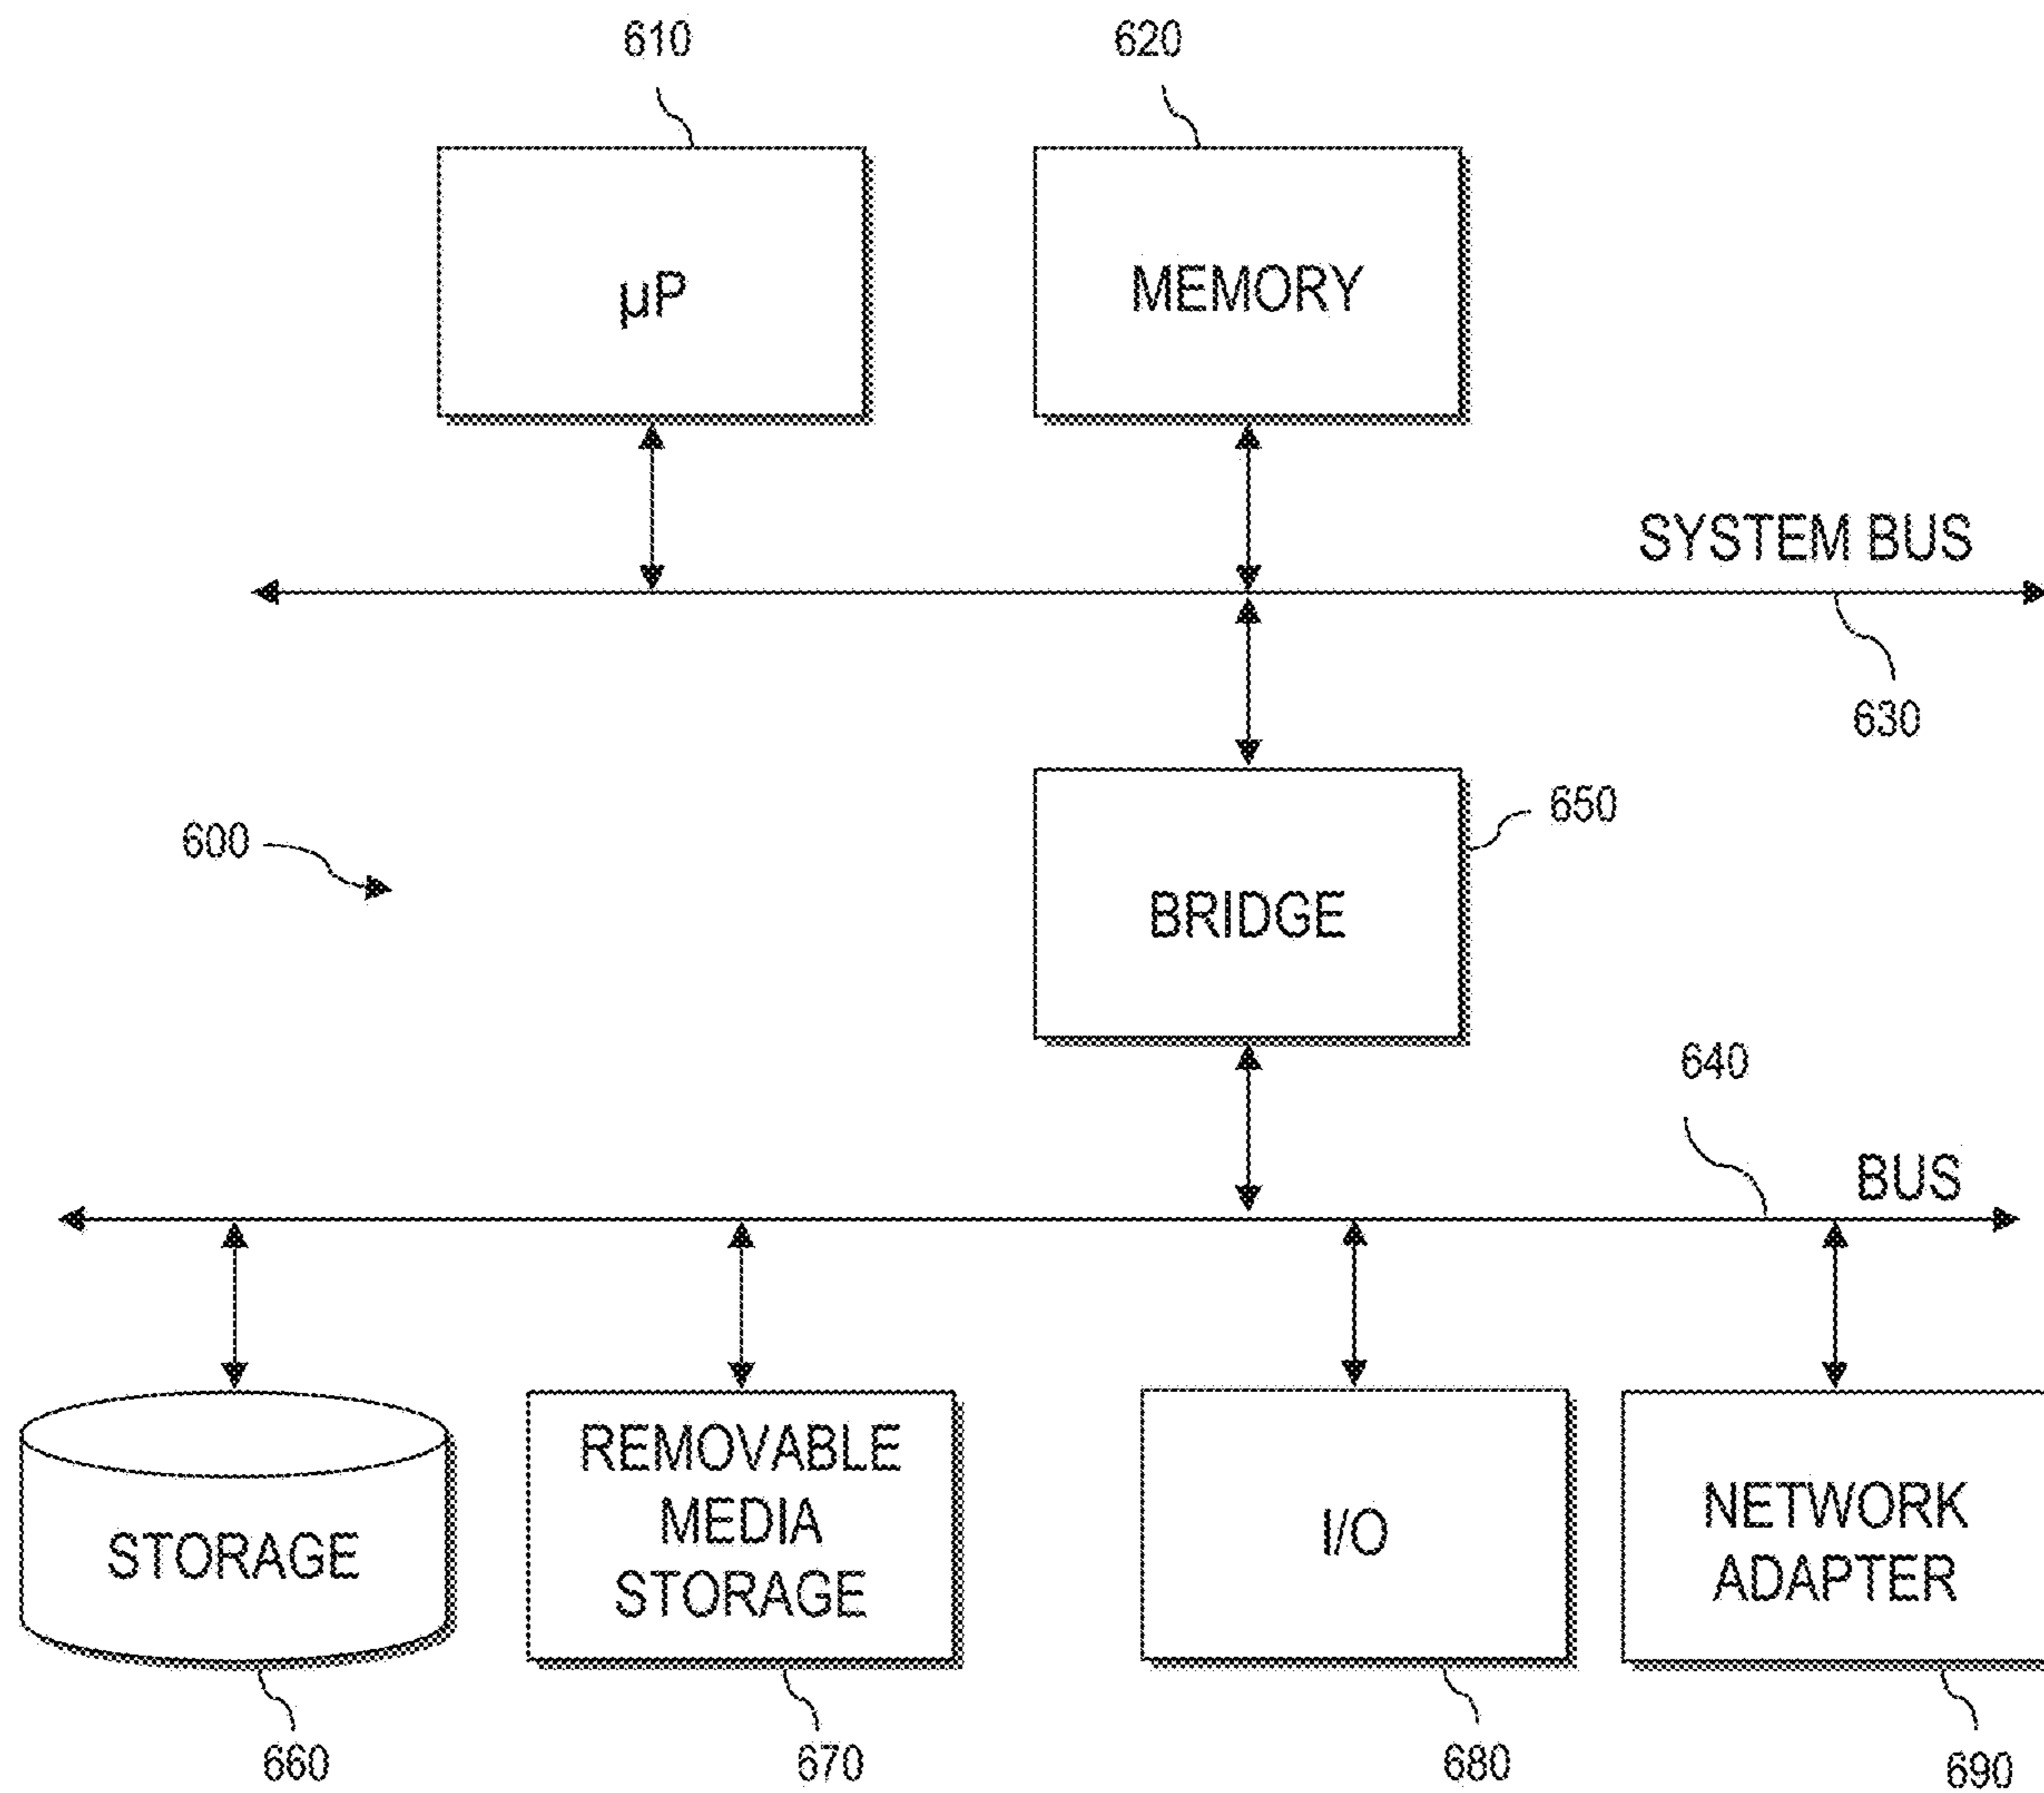 610
620
µP
MEMORY
SYSTEM BUS
630
650
600
BRIDGE
640
BUS
REMOVABLE
MEDIA
STORAGE
STORAGE
I/O
NETWORK
ADAPTER
660
670
680
690